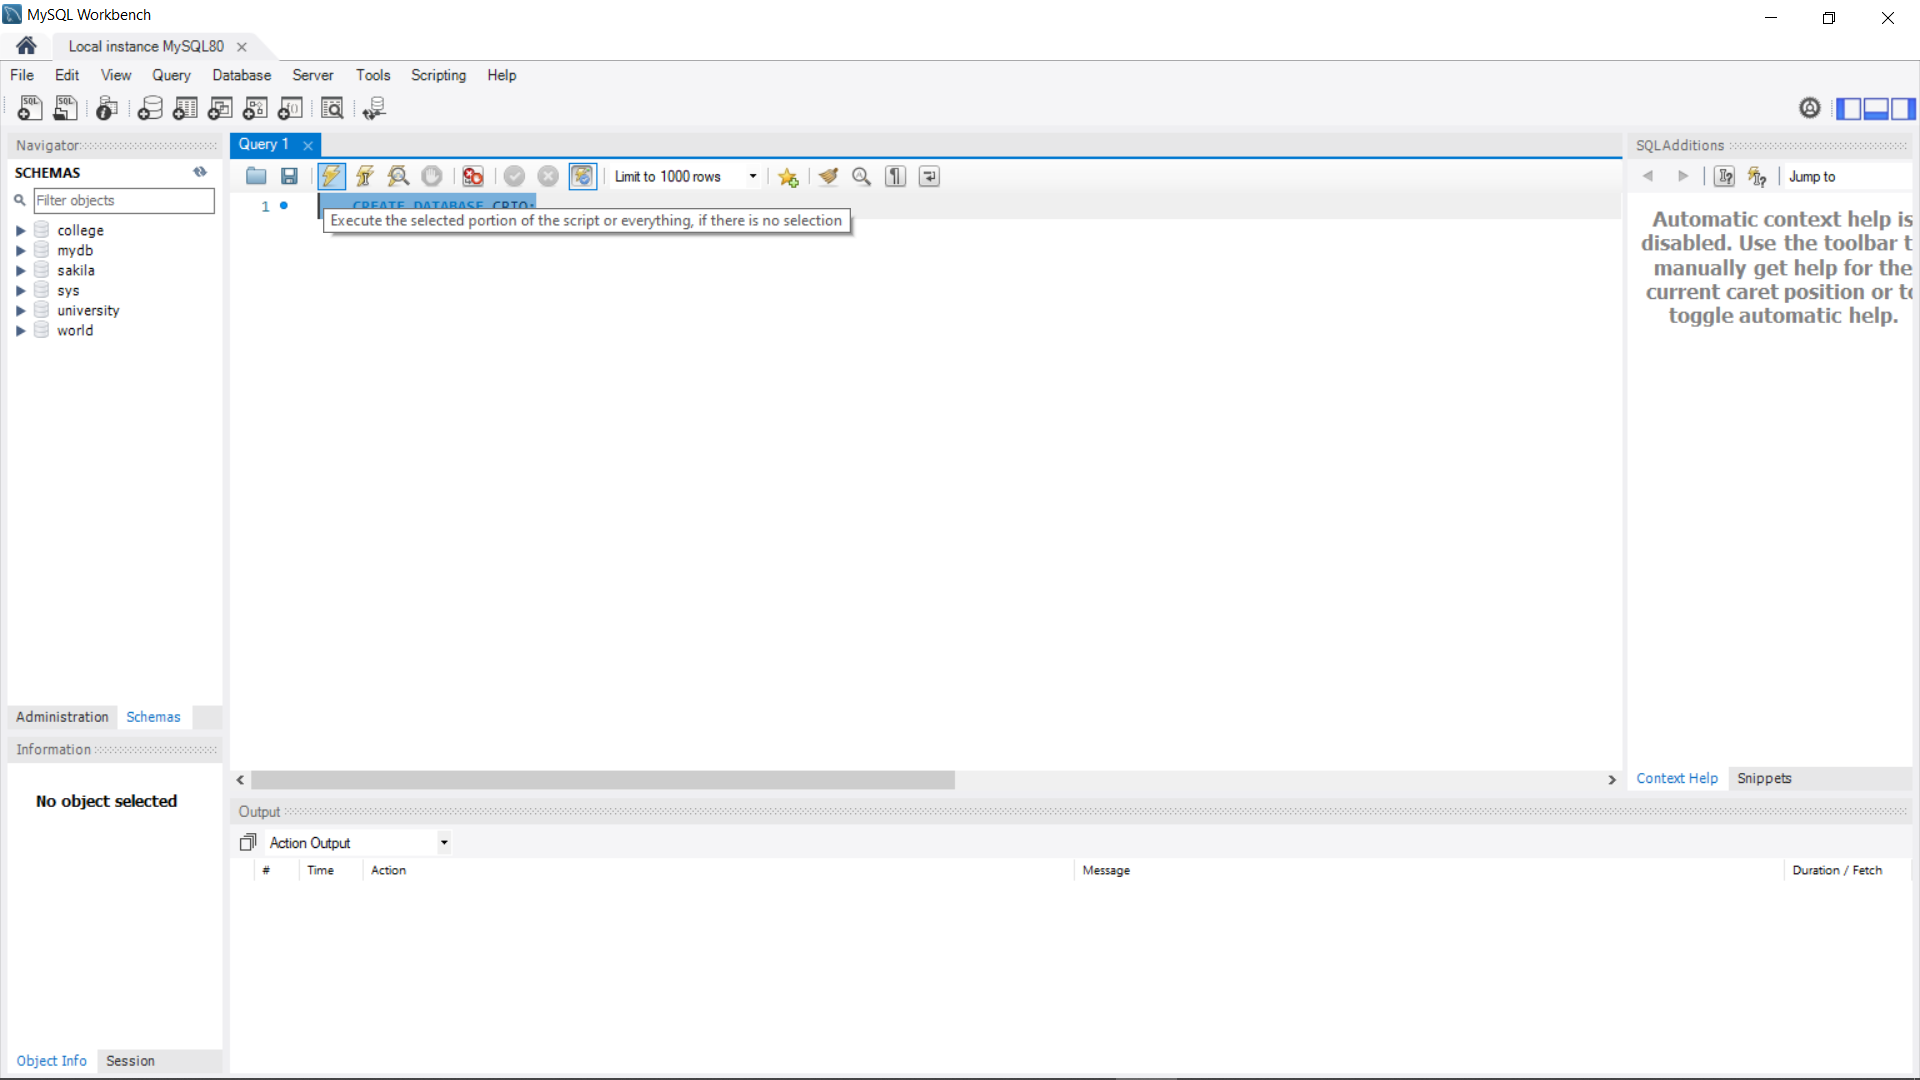 MySQL Workbench
Local instance MySQL80
File Edit View Query Database Server Tools Scripting Help
SQL SQL
Navigator
SCHEMAS
Filter objects
college
mydb
sakila
sys
university
world
Administration Schemas
Information
No object selected
Object Info Session
Query 1
Limit to 1000 rows
1 CREATE DATABASE CRIO;
Execute the selected portion of the script or everything, if there is no selection
Output
Action Output
# Time Action Message Duration / Fetch
SQLAdditions
Jump to
Automatic context help is
disabled. Use the toolbar t
manually get help for the
current caret position or to
toggle automatic help.
Context Help Snippets